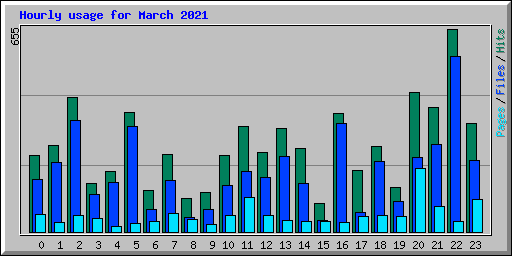 Hourly usage for March 2021
655
Pages/Files/Hits
0 1 2 3 4 5 6 7 8 9 10 11 12 13 14 15 16 17 18 19 20 21 22 23